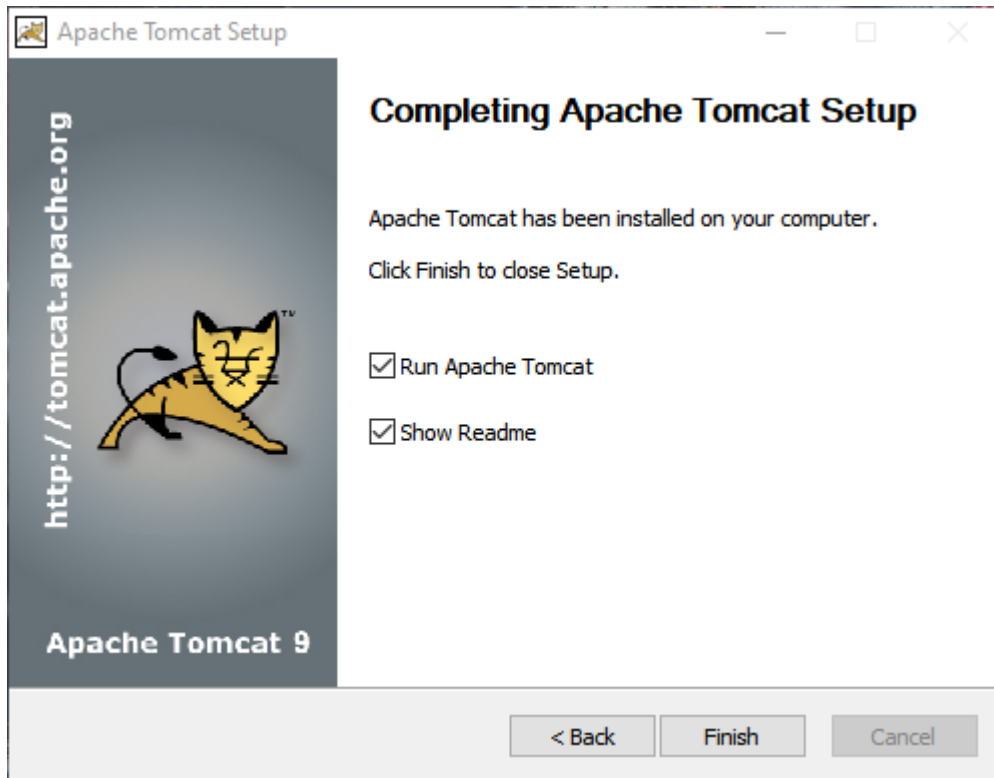 Apache Tomcat Setup
http://tomcat.apache.org
TM
Apache Tomcat 9
Completing Apache Tomcat Setup
Apache Tomcat has been installed on your computer.
Click Finish to close Setup.
Run Apache Tomcat
Show Readme
< Back
Finish
Cancel